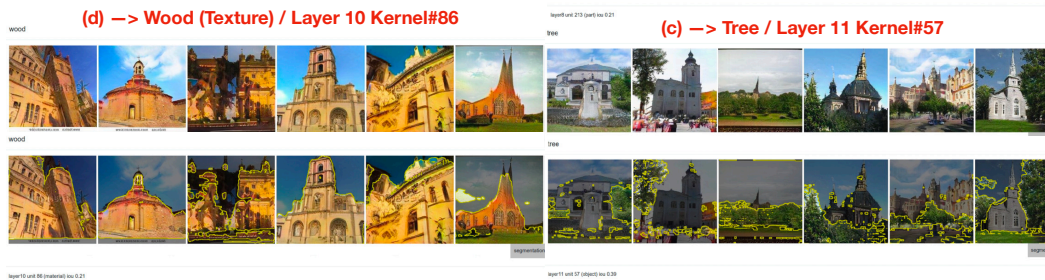 (d) —> Wood (Texture) / Layer 10 Kernel#86
wood
wood
segmentation
layer10 unit 86 (material) iou 0.21
layer8 unit 213 (part) iou 0.21
(c) —> Tree / Layer 11 Kernel#57
tree
tree
segme
layer11 unit 57 (object) iou 0.39